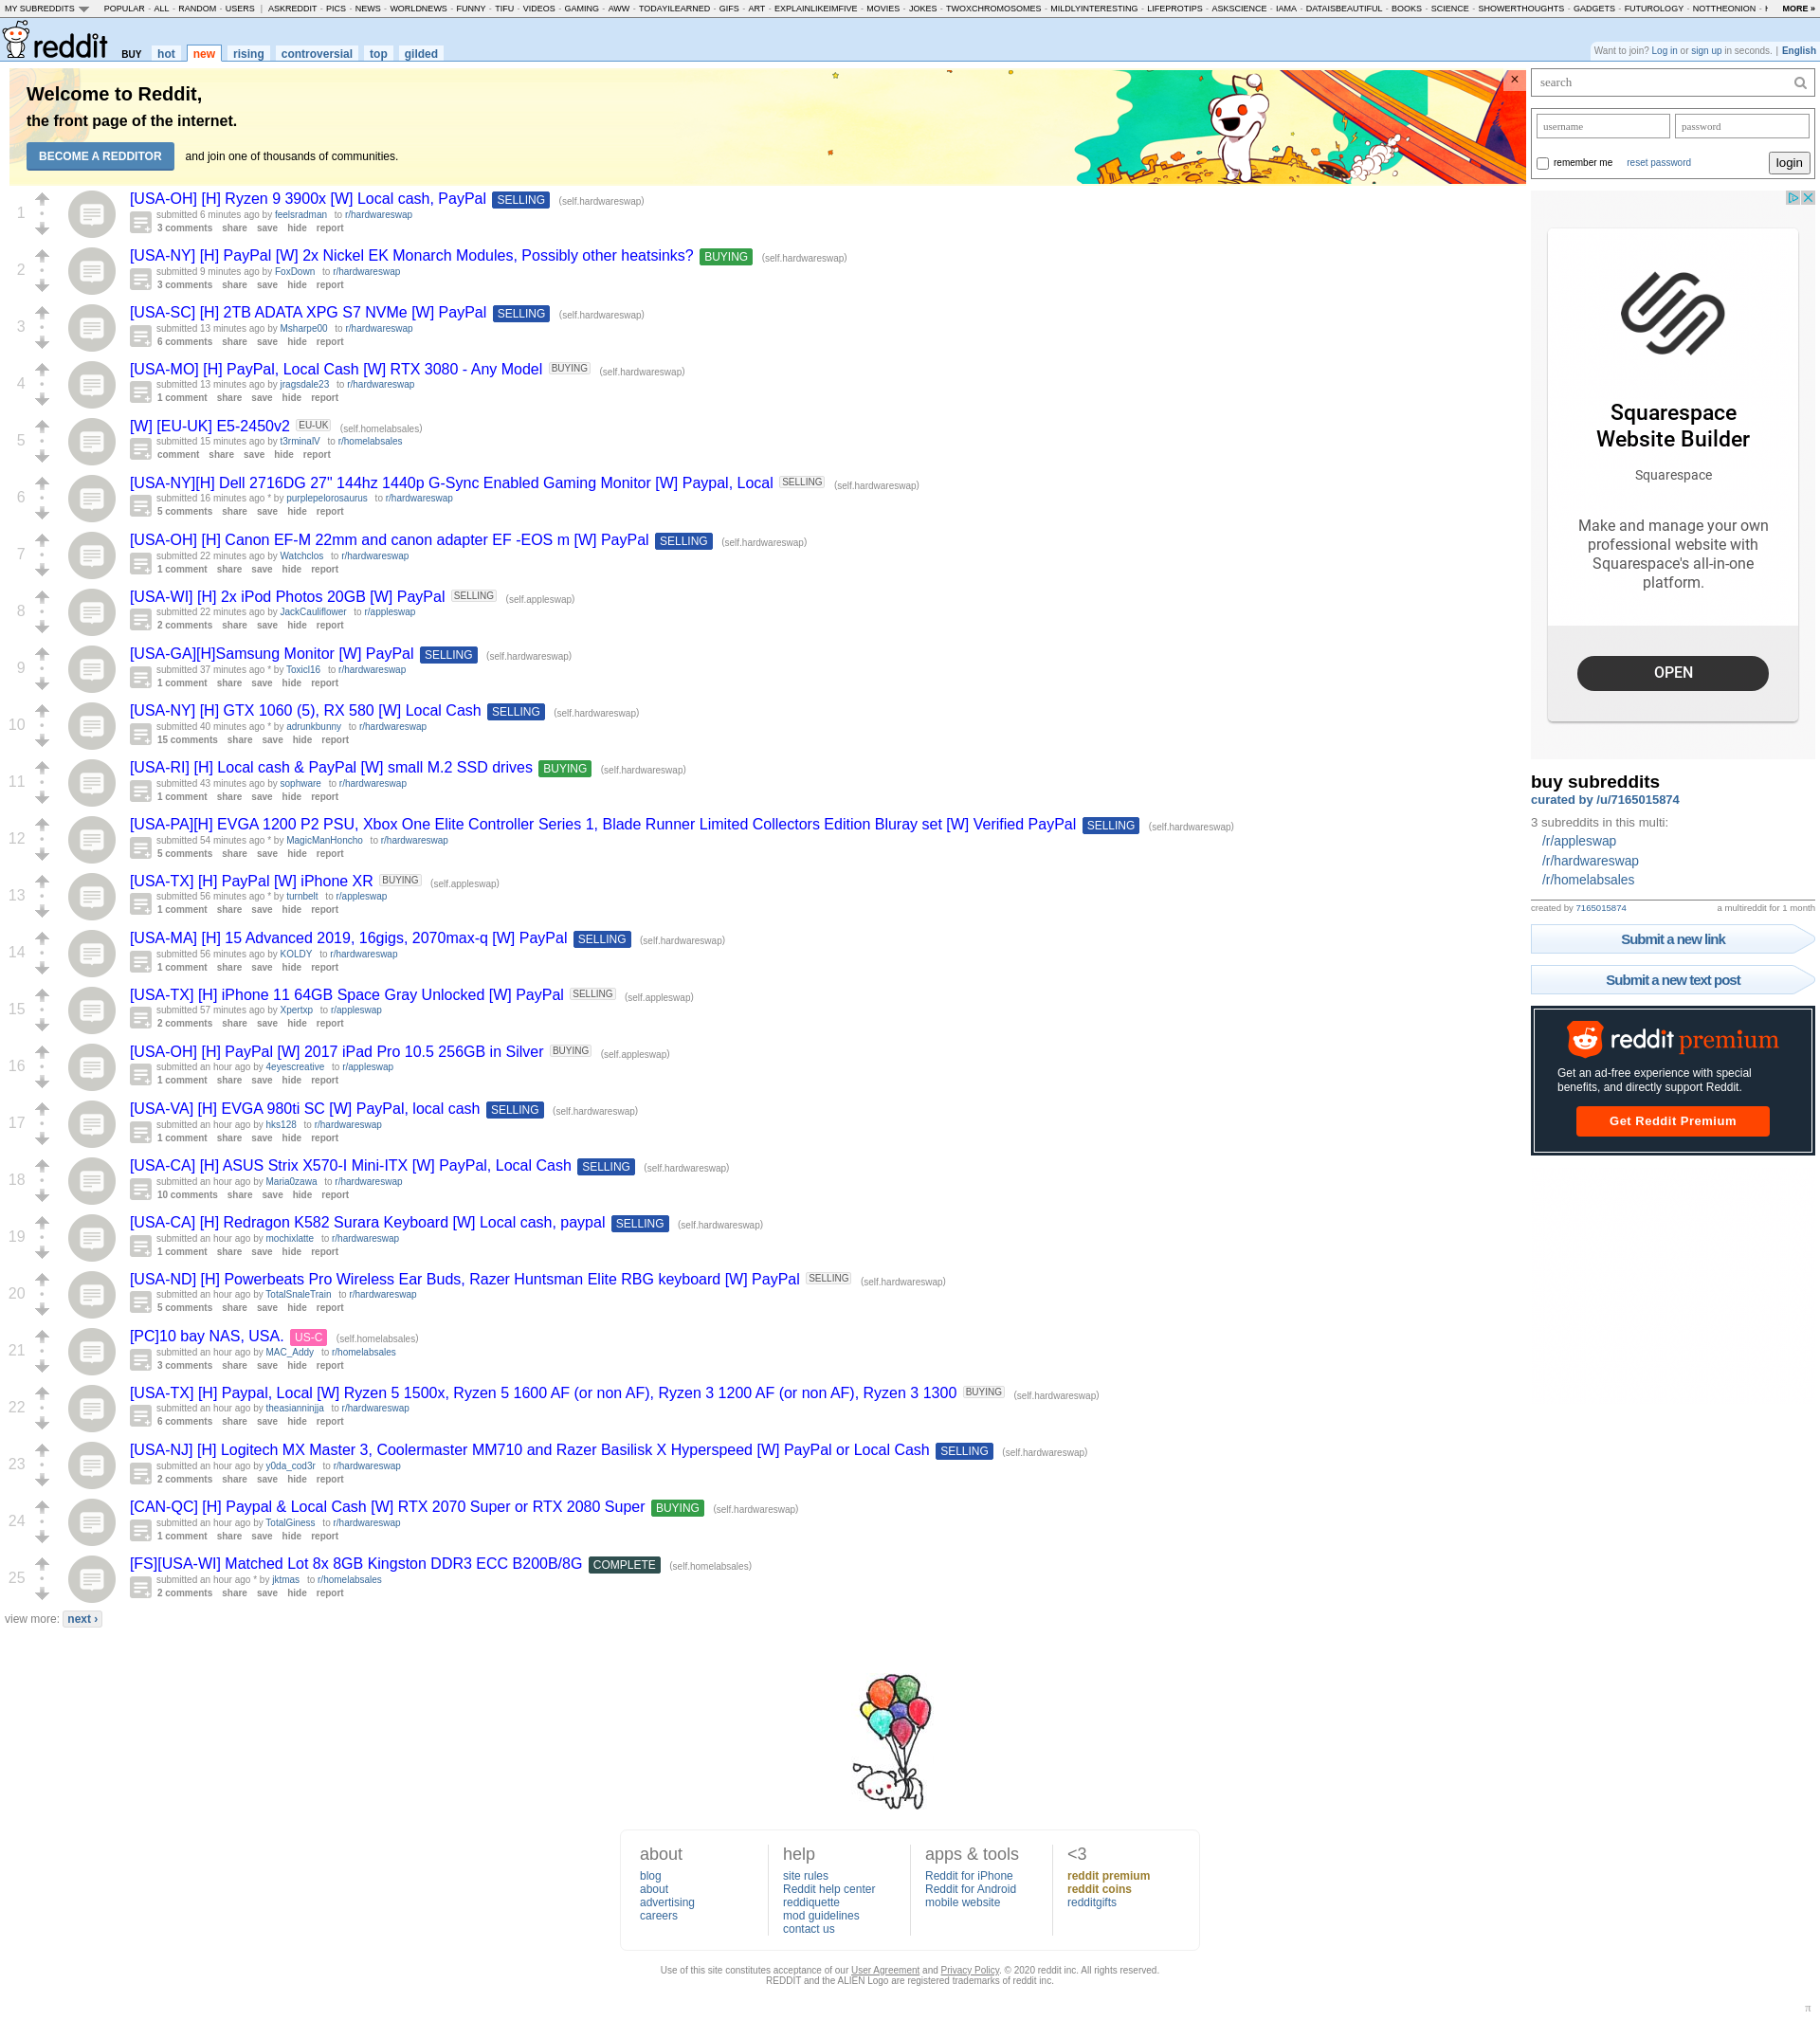 MY SUBREDDITS POPULAR - ALL - RANDOM - USERS | ASKREDDIT - PICS - NEWS - WORLDNEWS - FUNNY - TIFU - VIDEOS - GAMING - AWW - TODAYILEARNED - GIFS - ART - EXPLAINLIKEIMFIVE - MOVIES - JOKES - TWOXCHROMOSOMES - MILDLYINTERESTING - LIFEPROTIPS - ASKSCIENCE - IAMA - DATAISBEAUTIFUL - BOOKS - SCIENCE - SHOWERTHOUGHTS - GADGETS - FUTUROLOGY - NOTTHEONION - MORE »
reddit BUY hot new rising controversial top gilded
Want to join? Log in or sign up in seconds. | English
Welcome to Reddit,
the front page of the internet.
BECOME A REDDITOR and join one of thousands of communities.
×
1
[USA-OH] [H] Ryzen 9 3900x [W] Local cash, PayPal SELLING (self.hardwareswap)
submitted 6 minutes ago by feelsradman to r/hardwareswap
3 comments share save hide report
2
[USA-NY] [H] PayPal [W] 2x Nickel EK Monarch Modules, Possibly other heatsinks? BUYING (self.hardwareswap)
submitted 9 minutes ago by FoxDown to r/hardwareswap
3 comments share save hide report
3
[USA-SC] [H] 2TB ADATA XPG S7 NVMe [W] PayPal SELLING (self.hardwareswap)
submitted 13 minutes ago by Msharpe00 to r/hardwareswap
6 comments share save hide report
4
[USA-MO] [H] PayPal, Local Cash [W] RTX 3080 - Any Model BUYING (self.hardwareswap)
submitted 13 minutes ago by jragsdale23 to r/hardwareswap
1 comment share save hide report
5
[W] [EU-UK] E5-2450v2 EU-UK (self.homelabsales)
submitted 15 minutes ago by t3rminalV to r/homelabsales
comment share save hide report
6
[USA-NY][H] Dell 2716DG 27" 144hz 1440p G-Sync Enabled Gaming Monitor [W] Paypal, Local SELLING (self.hardwareswap)
submitted 16 minutes ago * by purplepelorosaurus to r/hardwareswap
5 comments share save hide report
7
[USA-OH] [H] Canon EF-M 22mm and canon adapter EF -EOS m [W] PayPal SELLING (self.hardwareswap)
submitted 22 minutes ago by Watchclos to r/hardwareswap
1 comment share save hide report
8
[USA-WI] [H] 2x iPod Photos 20GB [W] PayPal SELLING (self.appleswap)
submitted 22 minutes ago by JackCauliflower to r/appleswap
2 comments share save hide report
9
[USA-GA][H]Samsung Monitor [W] PayPal SELLING (self.hardwareswap)
submitted 37 minutes ago * by Toxicl16 to r/hardwareswap
1 comment share save hide report
10
[USA-NY] [H] GTX 1060 (5), RX 580 [W] Local Cash SELLING (self.hardwareswap)
submitted 40 minutes ago * by adrunkbunny to r/hardwareswap
15 comments share save hide report
11
[USA-RI] [H] Local cash & PayPal [W] small M.2 SSD drives BUYING (self.hardwareswap)
submitted 43 minutes ago by sophware to r/hardwareswap
1 comment share save hide report
12
[USA-PA][H] EVGA 1200 P2 PSU, Xbox One Elite Controller Series 1, Blade Runner Limited Collectors Edition Bluray set [W] Verified PayPal SELLING (self.hardwareswap)
submitted 54 minutes ago * by MagicManHoncho to r/hardwareswap
5 comments share save hide report
13
[USA-TX] [H] PayPal [W] iPhone XR BUYING (self.appleswap)
submitted 56 minutes ago * by turnbelt to r/appleswap
1 comment share save hide report
14
[USA-MA] [H] 15 Advanced 2019, 16gigs, 2070max-q [W] PayPal SELLING (self.hardwareswap)
submitted 56 minutes ago by KOLDY to r/hardwareswap
1 comment share save hide report
15
[USA-TX] [H] iPhone 11 64GB Space Gray Unlocked [W] PayPal SELLING (self.appleswap)
submitted 57 minutes ago by Xpertxp to r/appleswap
2 comments share save hide report
16
[USA-OH] [H] PayPal [W] 2017 iPad Pro 10.5 256GB in Silver BUYING (self.appleswap)
submitted an hour ago by 4eyescreative to r/appleswap
1 comment share save hide report
17
[USA-VA] [H] EVGA 980ti SC [W] PayPal, local cash SELLING (self.hardwareswap)
submitted an hour ago by hks128 to r/hardwareswap
1 comment share save hide report
18
[USA-CA] [H] ASUS Strix X570-I Mini-ITX [W] PayPal, Local Cash SELLING (self.hardwareswap)
submitted an hour ago by Maria0zawa to r/hardwareswap
10 comments share save hide report
19
[USA-CA] [H] Redragon K582 Surara Keyboard [W] Local cash, paypal SELLING (self.hardwareswap)
submitted an hour ago by mochixlatte to r/hardwareswap
1 comment share save hide report
20
[USA-ND] [H] Powerbeats Pro Wireless Ear Buds, Razer Huntsman Elite RBG keyboard [W] PayPal SELLING (self.hardwareswap)
submitted an hour ago by TotalSnaleTrain to r/hardwareswap
5 comments share save hide report
21
[PC]10 bay NAS, USA. US-C (self.homelabsales)
submitted an hour ago by MAC_Addy to r/homelabsales
3 comments share save hide report
22
[USA-TX] [H] Paypal, Local [W] Ryzen 5 1500x, Ryzen 5 1600 AF (or non AF), Ryzen 3 1200 AF (or non AF), Ryzen 3 1300 BUYING (self.hardwareswap)
submitted an hour ago by theasianninjja to r/hardwareswap
6 comments share save hide report
23
[USA-NJ] [H] Logitech MX Master 3, Coolermaster MM710 and Razer Basilisk X Hyperspeed [W] PayPal or Local Cash SELLING (self.hardwareswap)
submitted an hour ago by y0da_cod3r to r/hardwareswap
2 comments share save hide report
24
[CAN-QC] [H] Paypal & Local Cash [W] RTX 2070 Super or RTX 2080 Super BUYING (self.hardwareswap)
submitted an hour ago by TotalGiness to r/hardwareswap
1 comment share save hide report
25
[FS][USA-WI] Matched Lot 8x 8GB Kingston DDR3 ECC B200B/8G COMPLETE (self.homelabsales)
submitted an hour ago * by jktmas to r/homelabsales
2 comments share save hide report
view more: next ›
search
username password
remember me reset password login
Squarespace
Website Builder
Squarespace
Make and manage your own
professional website with
Squarespace's all-in-one
platform.
OPEN
buy subreddits
curated by /u/7165015874
3 subreddits in this multi:
/r/appleswap
/r/hardwareswap
/r/homelabsales
created by 7165015874 a multireddit for 1 month
Submit a new link
Submit a new text post
reddit premium
Get an ad-free experience with special
benefits, and directly support Reddit.
Get Reddit Premium
about
blog
about
advertising
careers
help
site rules
Reddit help center
reddiquette
mod guidelines
contact us
apps & tools
Reddit for iPhone
Reddit for Android
mobile website
<3
reddit premium
reddit coins
redditgifts
Use of this site constitutes acceptance of our User Agreement and Privacy Policy. © 2020 reddit inc. All rights reserved.
REDDIT and the ALIEN Logo are registered trademarks of reddit inc.
π